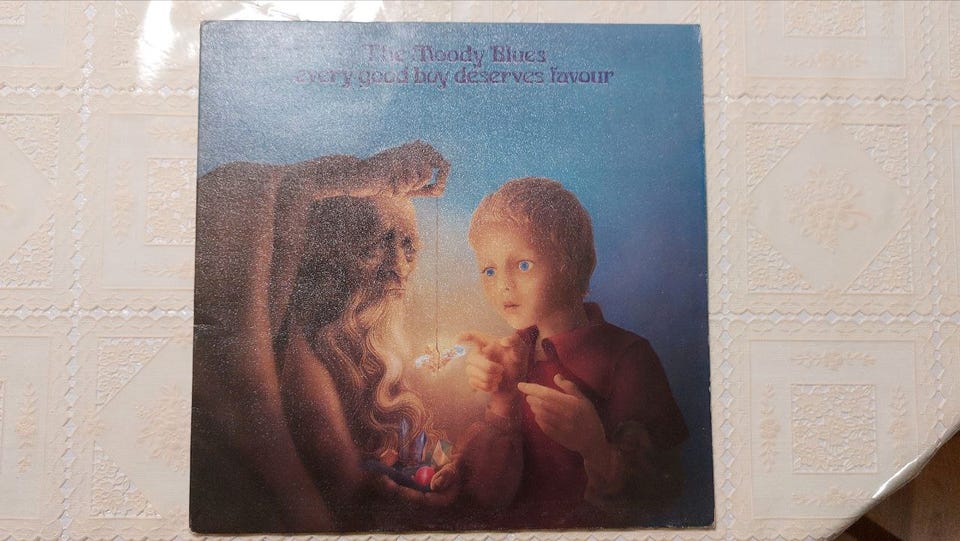 The Moody Blues
every good boy deserves favour